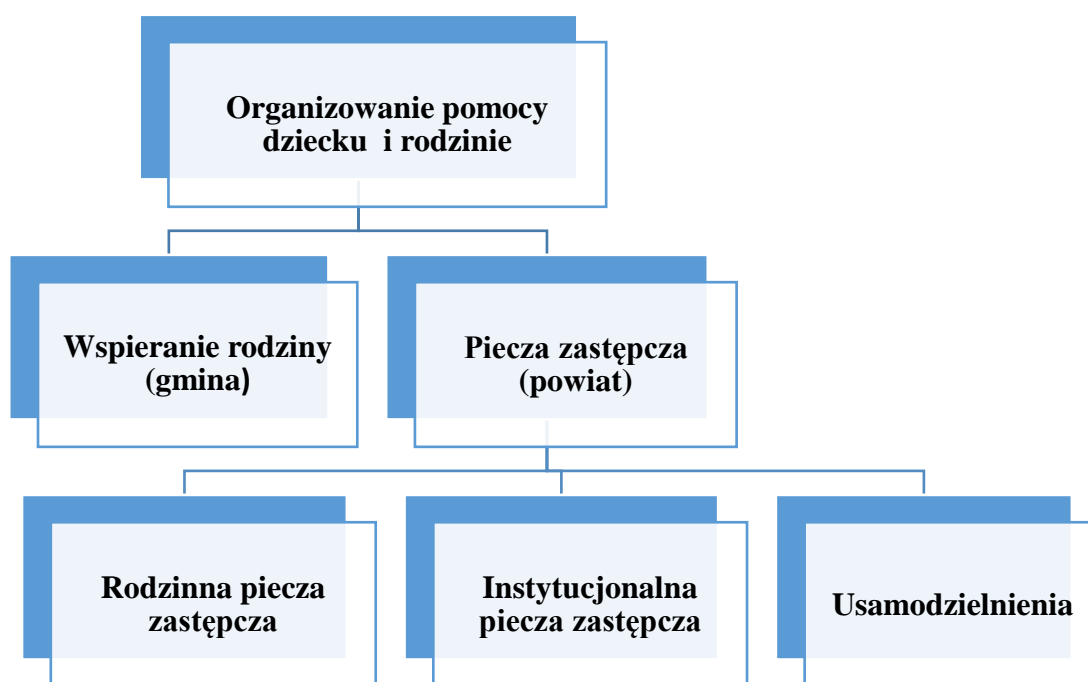 Organizowanie pomocy
dziecku i rodzinie
Wspieranie rodziny
(gmina)
Piecza zastępcza
(powiat)
Rodzinna piecza
zastępcza
Instytucjonalna
piecza zastępcza
Usamodzielnienia